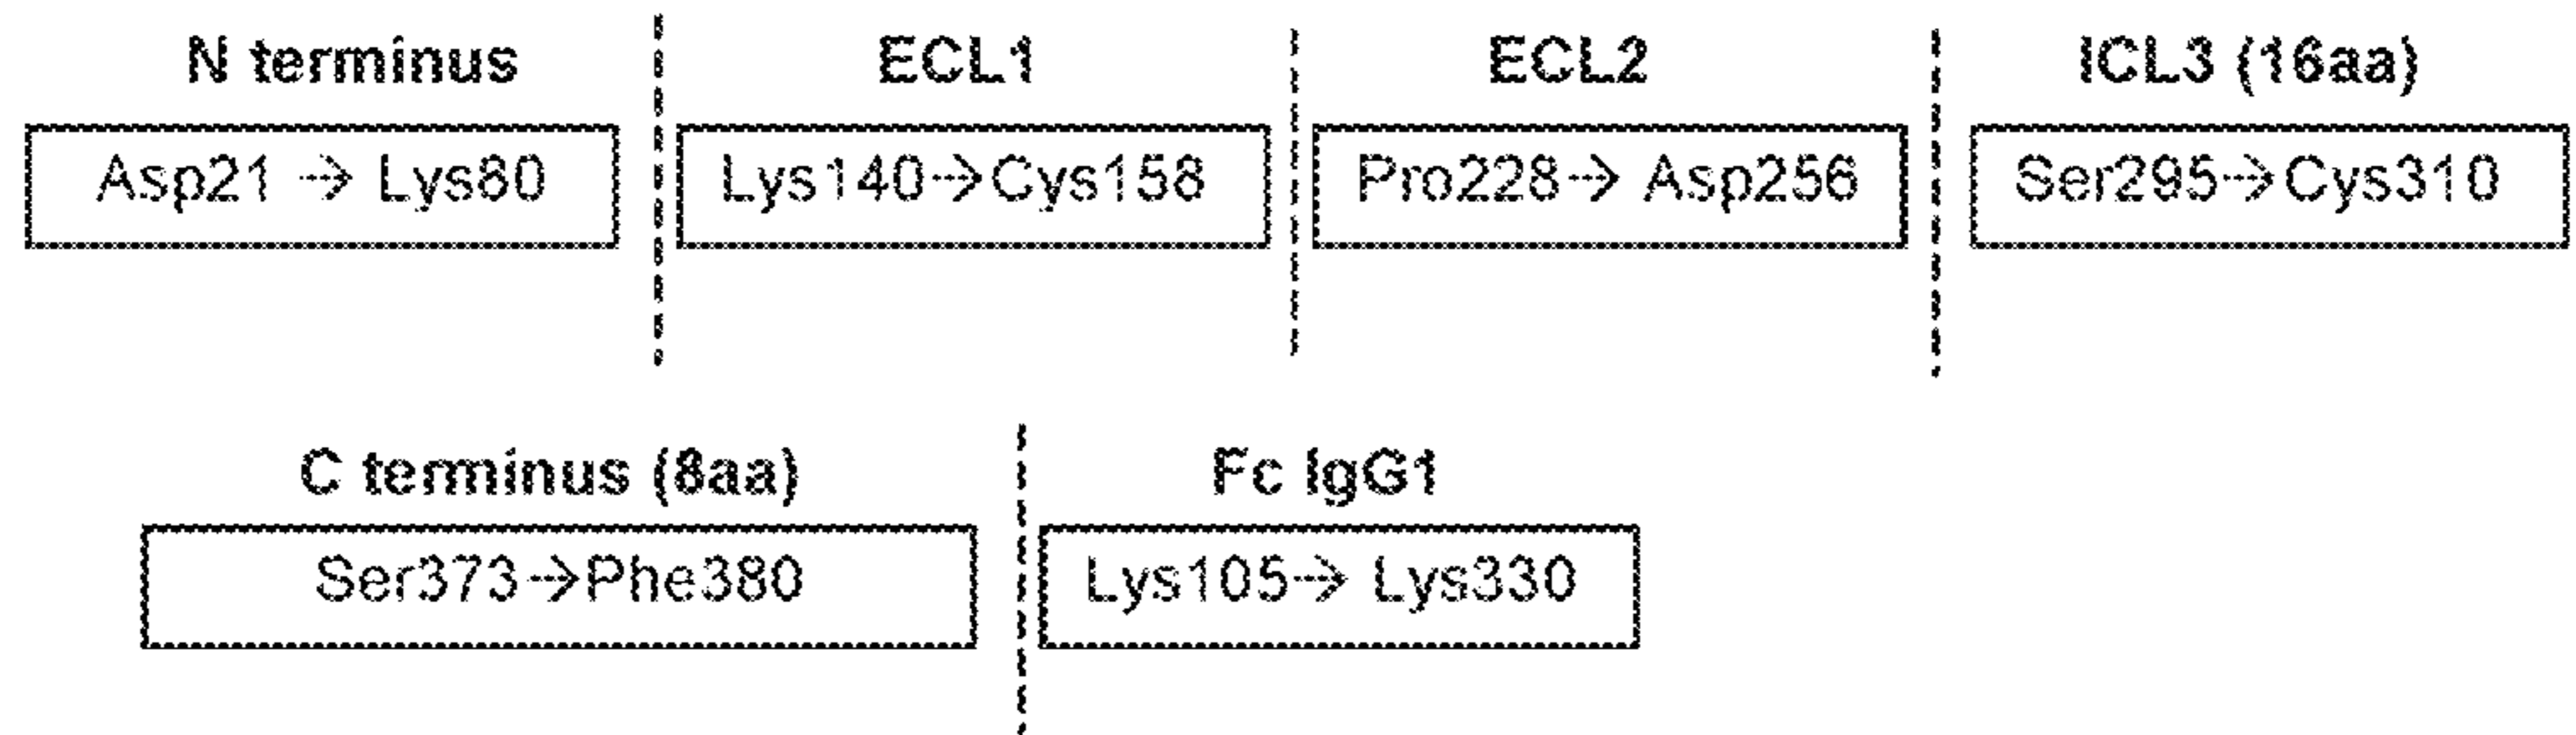 N terminus ECL1 ECL2 ICL3 (16aa)
Asp21 → Lys80 Lys140→Cys158 Pro228→ Asp256 Ser295→Cys310
C terminus (8aa) Fc IgG1
Ser373→Phe380 Lys105→ Lys330